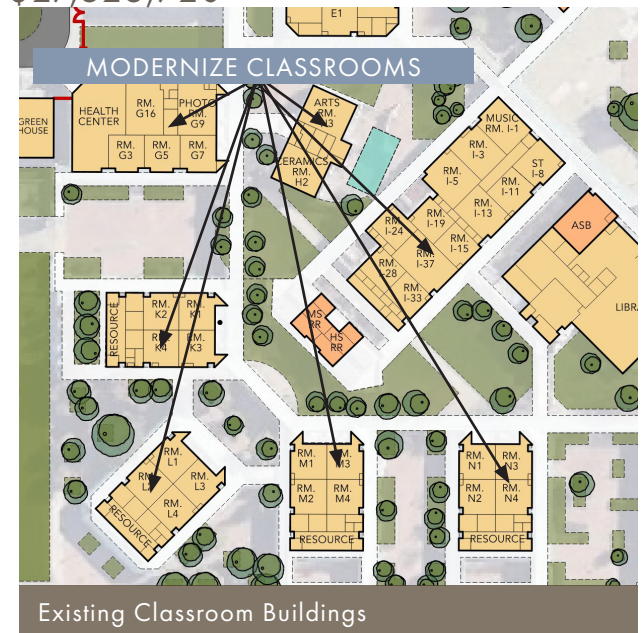 E1
MODERNIZE CLASSROOMS
GREEN
HOUSE
HEALTH
CENTER
RM.
G16
PHOTO
RM.
G9
RM.
G3
RM.
G5
RM.
G7
ARTS
RM.
CERAMICS
RM.
H2
MUSIC
RM. I-1
RM.
I-3
ST
I-8
RM.
I-5
RM.
I-11
RM.
I-13
RM.
I-19
RM.
I-15
RM.
I-24
RM.
I-37
RM.
I-28
RM.
I-33
ASB
MS
RR
HS
RR
RESOURCE
RM.
K2
RM.
K1
RM.
K4
RM.
K3
RM.
L1
RM.
RM.
L3
RM.
L4
RESOURCE
RM.
M1
RM.
M3
RM.
M2
RM.
M4
RESOURCE
RM.
N1
RM.
N3
RM.
N2
RM.
N4
RESOURCE
Existing Classroom Buildings